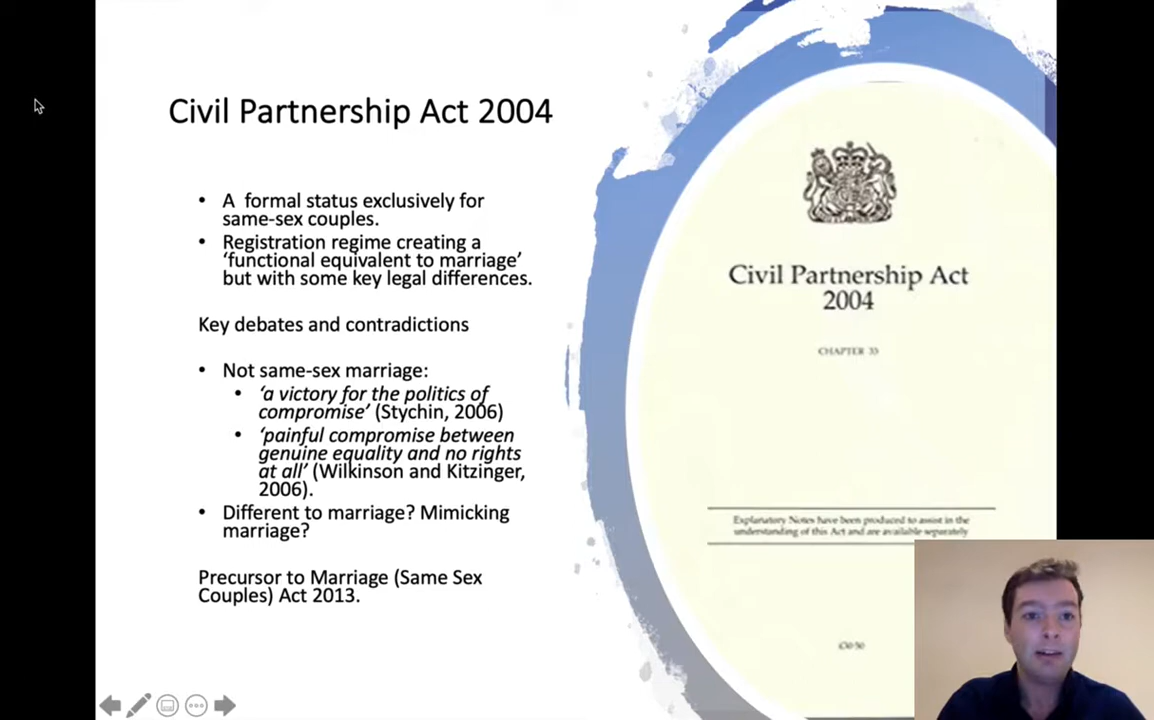 Civil Partnership Act 2004
• A formal status exclusively for
same-sex couples.
• Registration regime creating a
‘functional equivalent to marriage’
but with some key legal differences.
Key debates and contradictions
• Not same-sex marriage:
• ‘a victory for the politics of
compromise’ (Stychin, 2006)
• ‘painful compromise between
genuine equality and no rights
at all’ (Wilkinson and Kitzinger,
2006).
• Different to marriage? Mimicking
marriage?
Precursor to Marriage (Same Sex
Couples) Act 2013.
Civil Partnership Act
2004
CHAPTER 33
Explanatory Notes have been produced to assist in the
understanding of this Act and are available separately